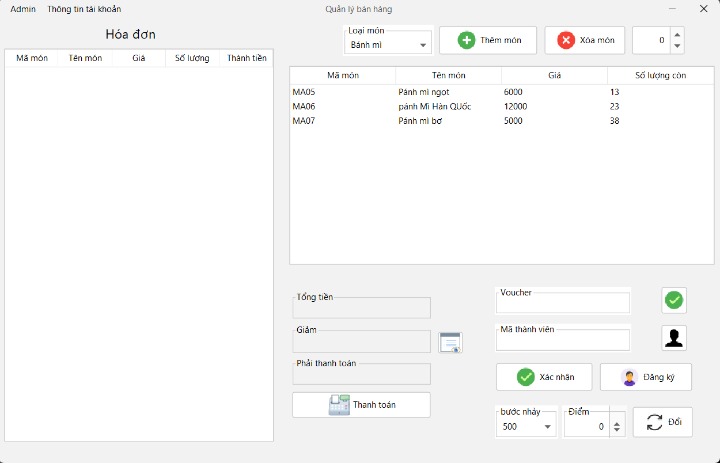 Admin Thông tin tài khoản Quản lý bán hàng
Hóa đơn
Mã món Tên món Giá Số lượng Thành tiền
Loại món
Bánh mì
Thêm món
Xóa món
0
Mã món Tên món Giá Số lượng còn
MA05 Pánh mì ngọt 6000 13
MA06 pánh Mì Hàn QUốc 12000 23
MA07 Pánh mì bơ 5000 38
Tổng tiền
Giảm
Phải thanh toán
Thanh toán
Voucher
Mã thành viên
Xác nhận
Đăng ký
bước nhảy
500
Điểm
0
Đổi